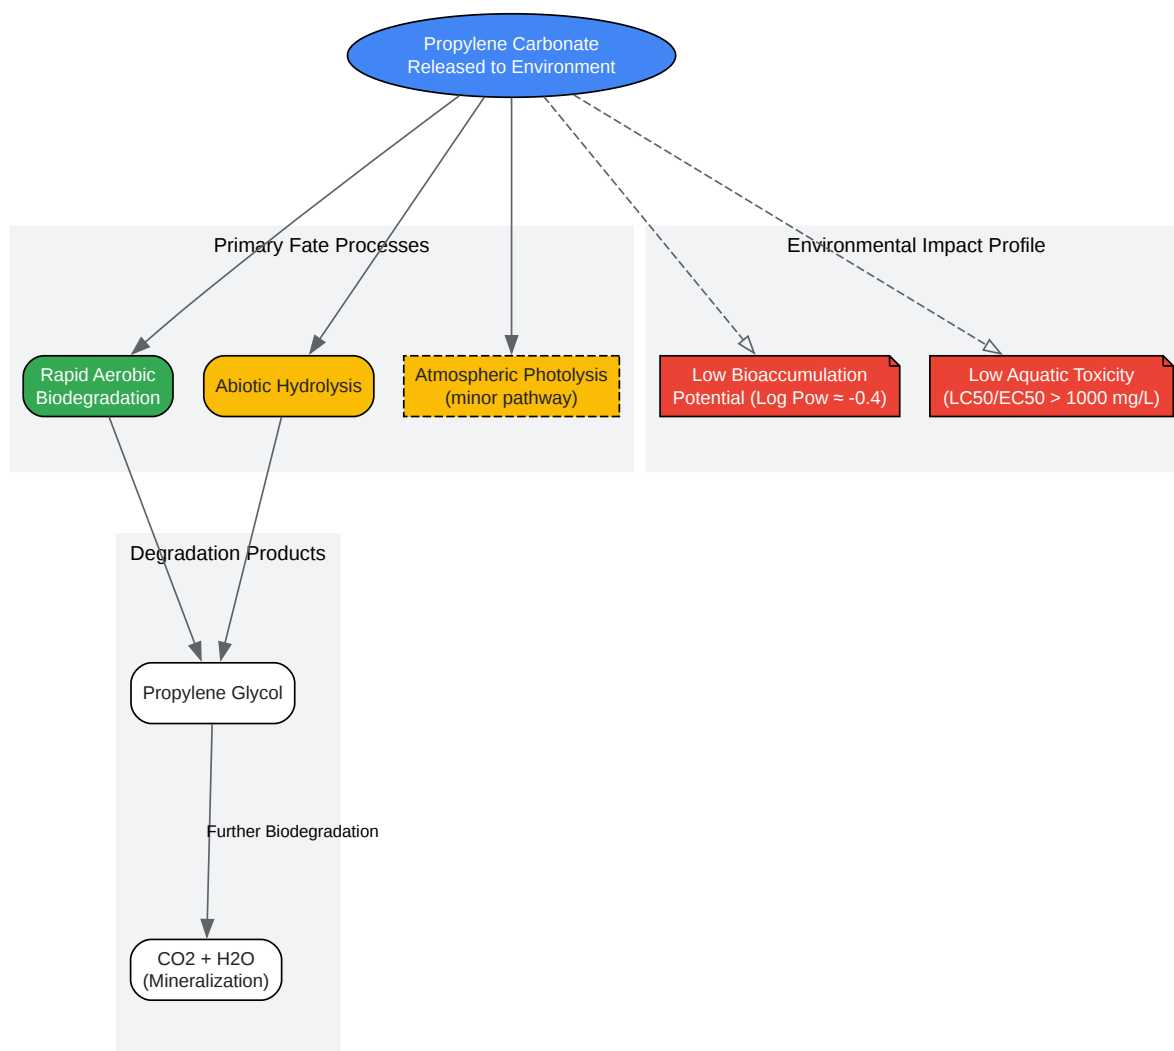 Propylene Carbonate
Released to Environment
Primary Fate Processes
Environmental Impact Profile
Rapid Aerobic
Biodegradation
Abiotic Hydrolysis
Atmospheric Photolysis
(minor pathway)
Low Bioaccumulation
Potential (Log Pow ≈ -0.4)
Low Aquatic Toxicity
(LC50/EC50 > 1000 mg/L)
Degradation Products
Propylene Glycol
Further Biodegradation
CO2 + H2O
(Mineralization)